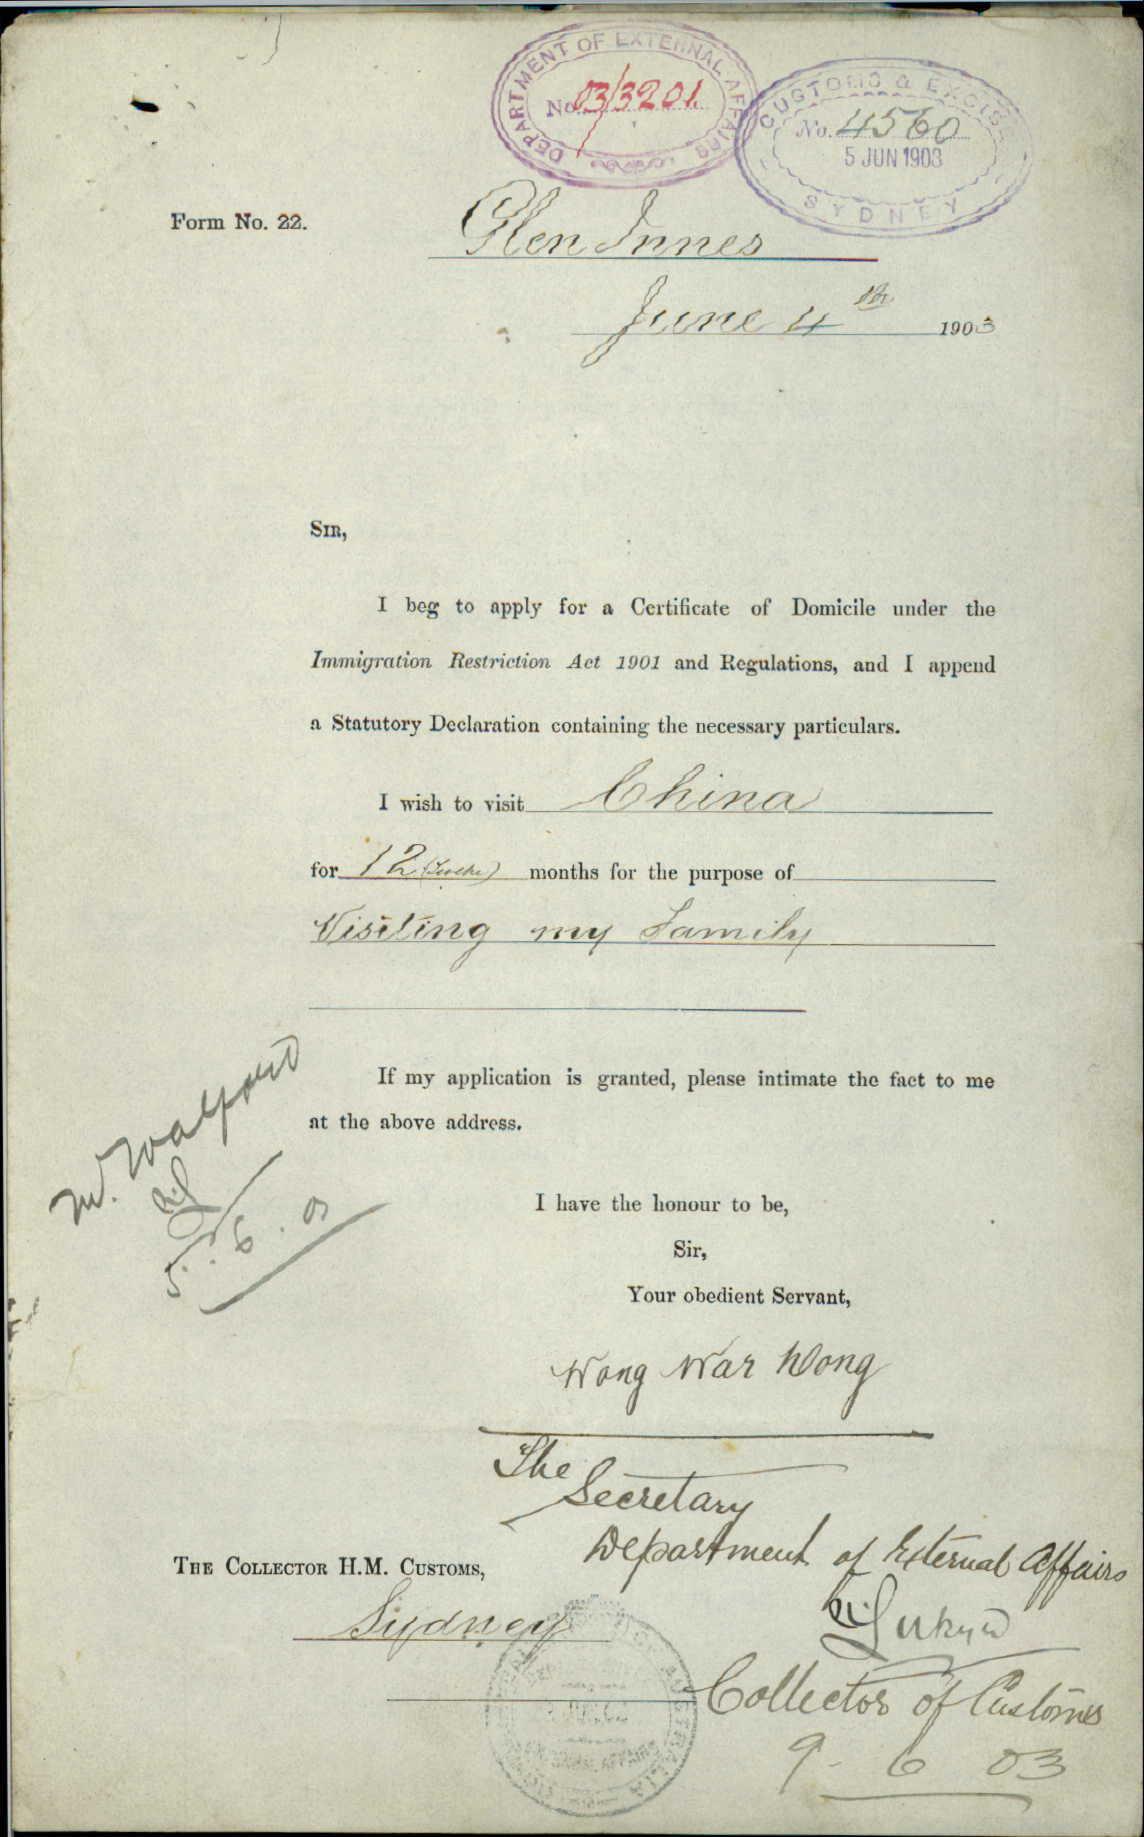 DEPARTMENT OF EXTERNAL AFFAIRS
No. 03/3201
CUSTOMS & EXCISE
No. 4560
5 JUN 1903
SYDNEY
Form No. 22.
Glen Innes
June 4th 1903
SIR,
I beg to apply for a Certificate of Domicile under the
Immigration Restriction Act 1901 and Regulations, and I append
a Statutory Declaration containing the necessary particulars.
I wish to visit China
for 12 (Twelve) months for the purpose of
Visiting my Family
If my application is granted, please intimate the fact to me
at the above address.
I have the honour to be,
Sir,
Your obedient Servant,
Wong War Wong
The
Secretary
Department of External Affairs
THE COLLECTOR H.M. CUSTOMS,
Sydney
Collector of Customs
9-6 03